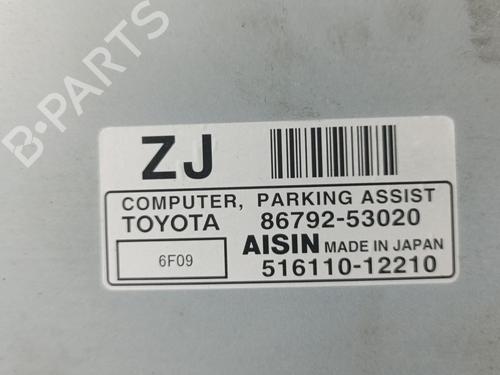 B-PARTS
ZJ
COMPUTER, PARKING ASSIST
TOYOTA 86792-53020
6F09 AISIN MADE IN JAPAN
516110-12210